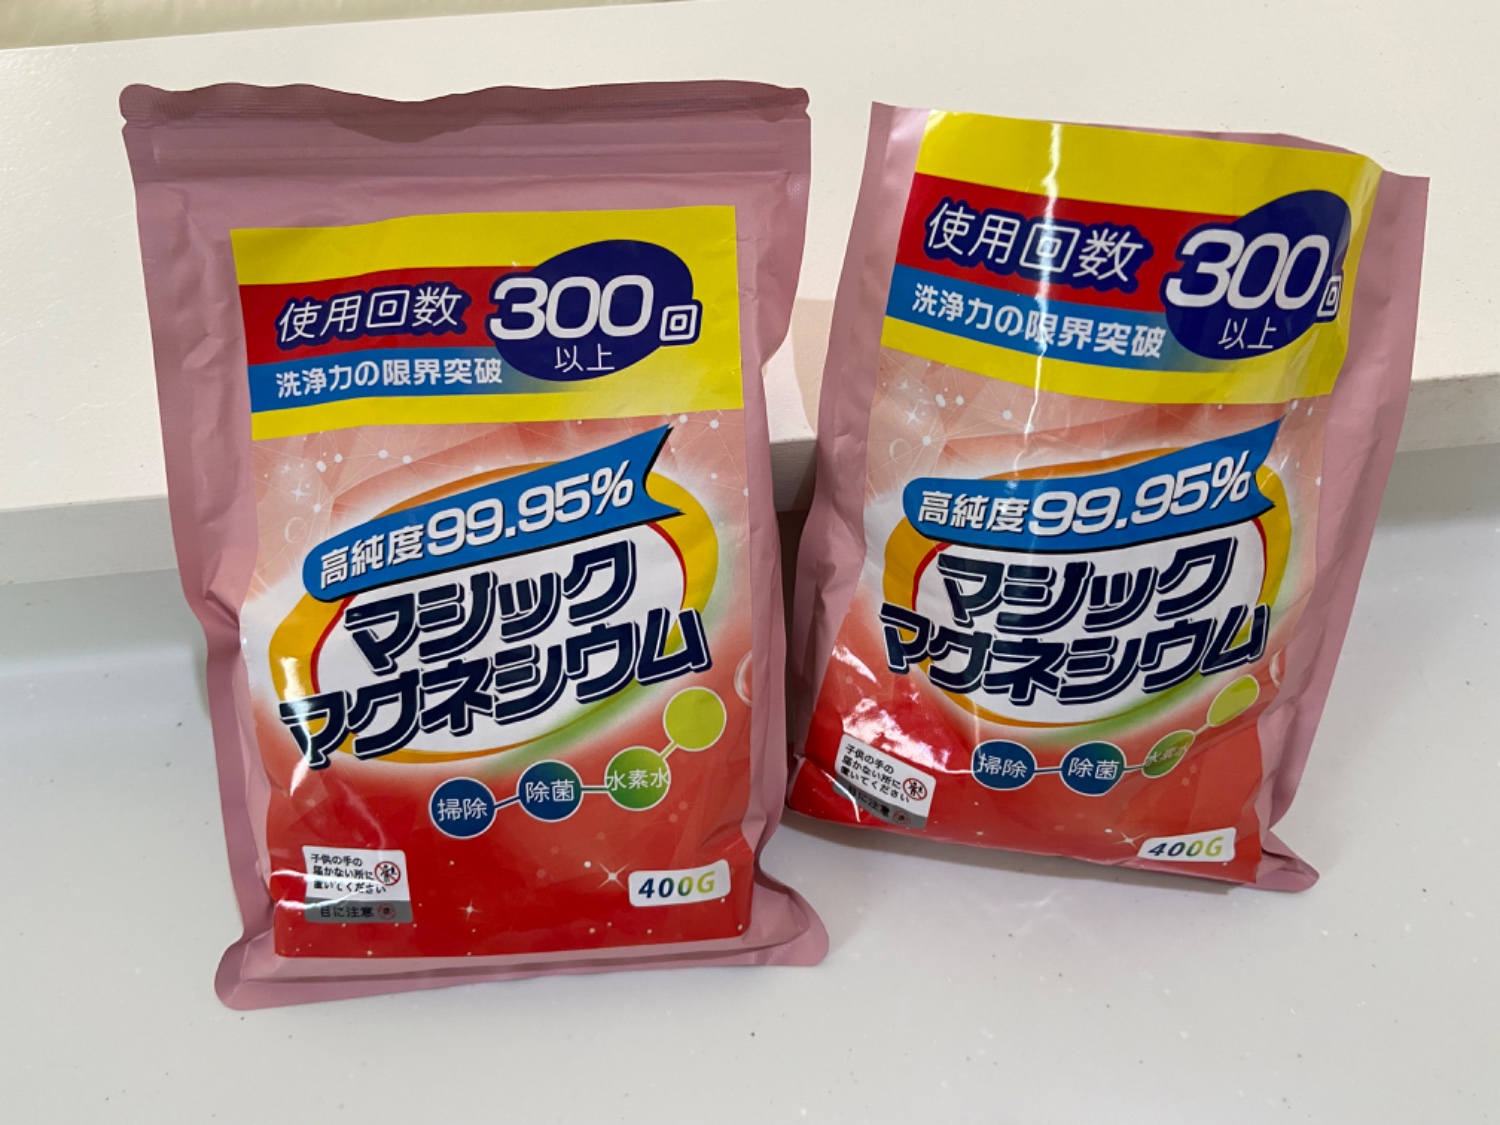 使用回数 300回
以上
洗浄力の限界突破
高純度99.95%
マジック
マグネシウム
掃除 除菌 水素水
子供の手の
届かない所に
置いてください
目に注意
400G
使用回数 300回
以上
洗浄力の限界突破
高純度99.95%
マジック
マグネシウム
掃除 除菌 水素水
子供の手の
届かない所に
置いてください
目に注意
400G